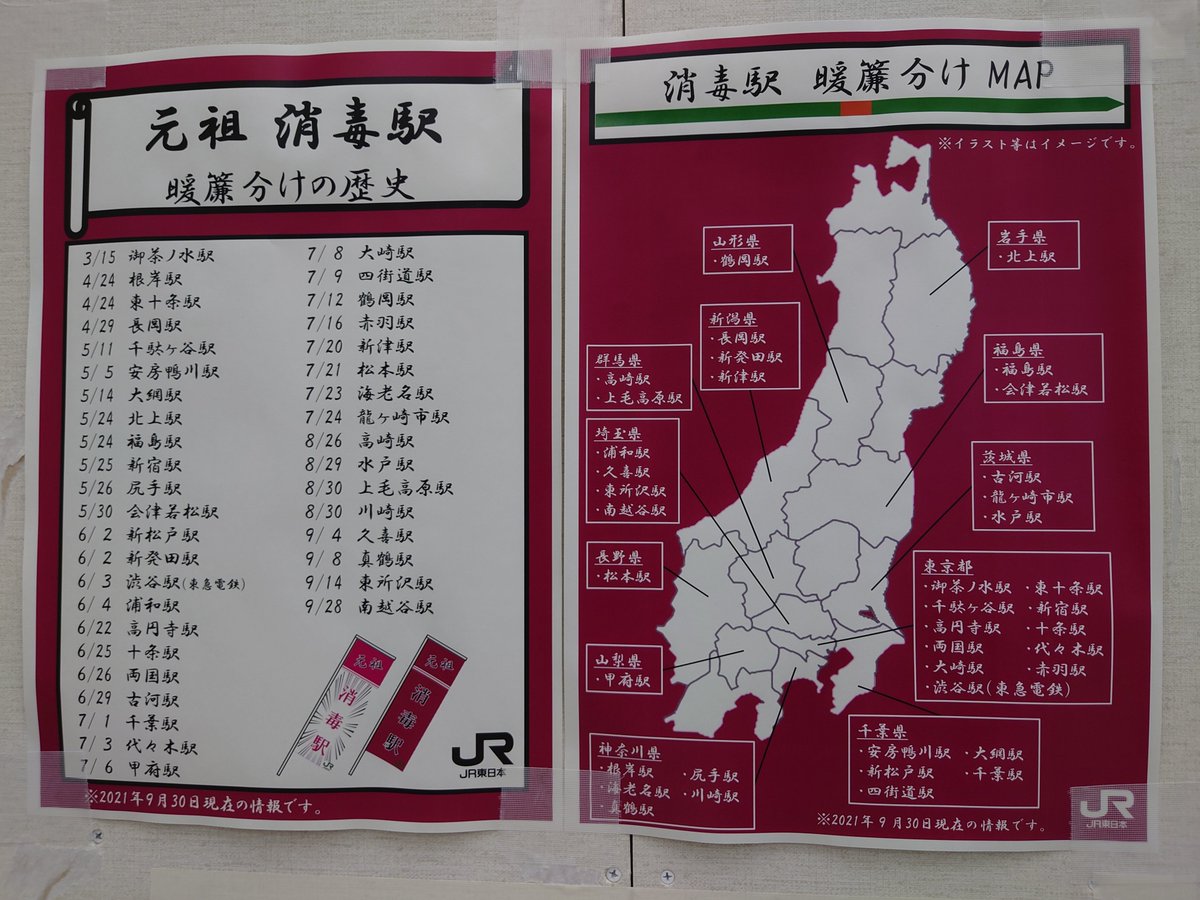 元祖 消毒駅
暖簾分けの歴史
3/15 御茶ノ水駅
4/24 根岸駅
4/24 東十条駅
4/29 長岡駅
5/11 千駄ヶ谷駅
5/5 安房鴨川駅
5/14 大網駅
5/24 北上駅
5/24 福島駅
5/25 新宿駅
5/26 尻手駅
5/30 会津若松駅
6/2 新松戸駅
6/2 新発田駅
6/3 渋谷駅(東急電鉄)
6/4 浦和駅
6/22 高円寺駅
6/25 十条駅
6/26 両国駅
6/29 古河駅
7/1 千葉駅
7/3 代々木駅
7/6 甲府駅
7/8 大崎駅
7/9 四街道駅
7/12 鶴岡駅
7/16 赤羽駅
7/20 新津駅
7/21 松本駅
7/23 海老名駅
7/24 龍ヶ崎市駅
8/26 高崎駅
8/29 水戸駅
8/30 上毛高原駅
8/30 川崎駅
9/4 久喜駅
9/8 真鶴駅
9/14 東所沢駅
9/28 南越谷駅
元祖
消毒駅
JR
元祖
消毒駅
JR
JR東日本
※2021年9月30日現在の情報です。
消毒駅 暖簾分けMAP
※イラスト等はイメージです。
山形県
・鶴岡駅
岩手県
・北上駅
新潟県
・長岡駅
・新発田駅
・新津駅
群馬県
・高崎駅
・上毛高原駅
福島県
・福島駅
・会津若松駅
埼玉県
・浦和駅
・久喜駅
・東所沢駅
・南越谷駅
茨城県
・古河駅
・龍ヶ崎市駅
・水戸駅
長野県
・松本駅
東京都
・御茶ノ水駅 ・東十条駅
・千駄ヶ谷駅 ・新宿駅
・高円寺駅 ・十条駅
・両国駅 ・代々木駅
・大崎駅 ・赤羽駅
・渋谷駅(東急電鉄)
山梨県
・甲府駅
千葉県
・安房鴨川駅 ・大網駅
・新松戸駅 ・千葉駅
・四街道駅
神奈川県
・根岸駅 ・尻手駅
・海老名駅 ・川崎駅
・真鶴駅
JR
JR東日本
※2021年9月30日現在の情報です。